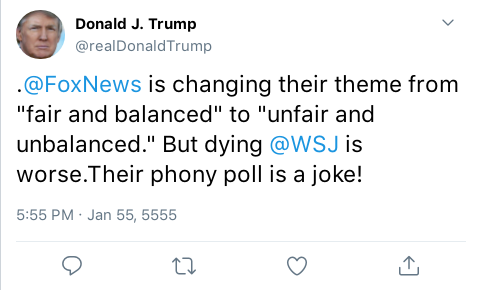 Donald J. Trump
@realDonaldTrump
.@FoxNews is changing their theme from
"fair and balanced" to "unfair and
unbalanced." But dying @WSJ is
worse.Their phony poll is a joke!
5:55 PM · Jan 55, 5555